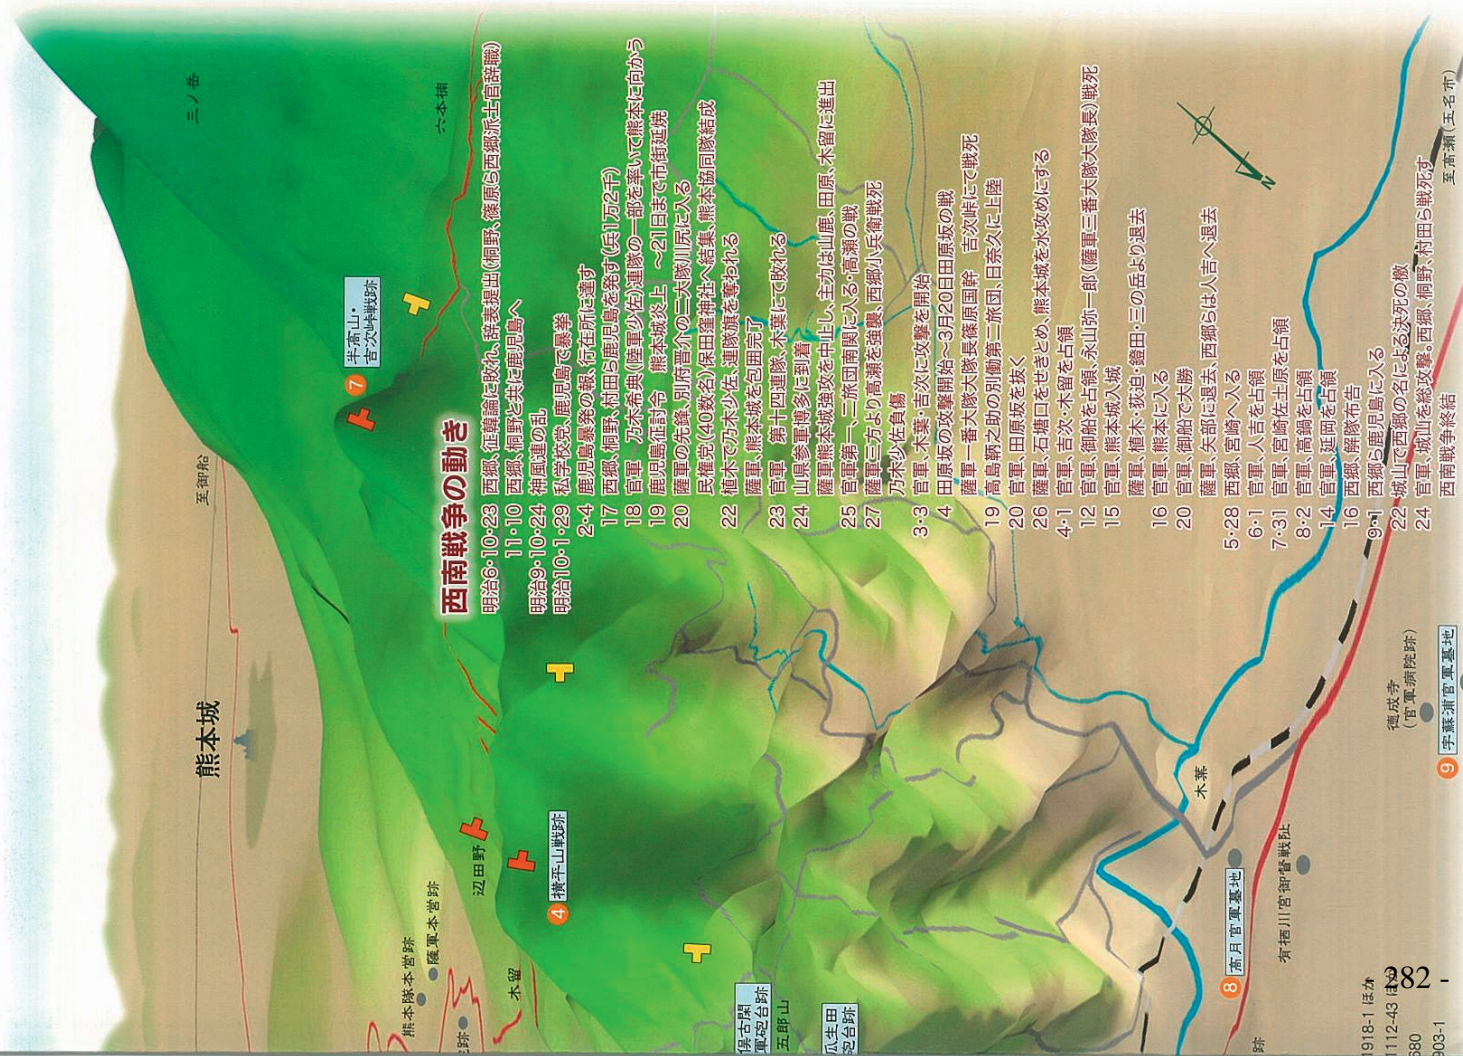 西南戦争の動き
明治6・10・23 西郷、征韓論に敗れ、辞表提出(桐野、篠原ら西郷派士官辞職)
11・10 西郷、桐野と共に鹿児島へ
明治9・10・24 神風連の乱
明治10・1・29 私学校党、鹿児島で暴挙
2・4 鹿児島暴発の報、行在所に達す
17 西郷、桐野、村田ら鹿児島を発す(兵1万2千)
18 官軍 乃木希典(陸軍少佐)連隊の一部を率いて熊本に向かう
19 鹿児島征討令 熊本城炎上 〜21日まで市街延焼
20 薩軍の先鋒、別府晋介の二大隊川尻に入る
民権党(40数名)保田窪神社へ結集、熊本協同隊結成
22 植木で乃木少佐、連隊旗を奪われる
薩軍、熊本城を包囲完了
23 官軍 第十四連隊、木葉にて敗れる
24 山県参軍博多に到着
薩軍熊本城強攻を中止し、主力は山鹿、田原、木留に進出
25 官軍第一、二旅団南関に入る・高瀬の戦
27 薩軍三方より高瀬を強襲、西郷小兵衛戦死
乃木少佐負傷
3・3 官軍、木葉・吉次に攻撃を開始
4 田原坂の攻撃開始〜3月20日田原坂の戦
薩軍一番大隊大隊長篠原国幹 吉次峠にて戦死
19 高島鞆之助の別働第二旅団、日奈久に上陸
20 官軍、田原坂を抜く
26 薩軍、石塘口をせぎとめ、熊本城を水攻めにする
4・1 官軍、吉次・木留を占領
12 官軍、御船を占領、永山弥一郎(薩軍三番大隊大隊長)戦死
15 官軍、熊本城入城
薩軍、植木・荻迫・鐙田・三の岳より退去
16 官軍、熊本に入る
20 官軍、御船で大勝
薩軍、矢部に退去、西郷らは人吉へ退去
5・28 西郷、宮崎へ入る
6・1 官軍、人吉を占領
7・31 官軍、宮崎佐土原を占領
8・2 官軍、高鍋を占領
14 官軍、延岡を占領
16 西郷、解隊布告
9・1 西郷ら鹿児島に入る
22 城山に西郷の名による決死の檄
24 官軍、城山を総攻撃。西郷、桐野、村田ら戦死す
西南戦争終結
三ノ岳
六本楠
7 半高山・
吉次峠戦跡
至御船
熊本城
辺田野
4 横平山戦跡
熊本隊本営跡
薩軍本営跡
木留
跡
俣古閑
軍砲台跡
五郎山
瓜生田
砲台跡
N
至高瀬(玉名市)
徳成寺
(官軍病院跡)
9 宇蘇浦官軍墓地
木葉
8 高月官軍墓地
有栖川宮御督戦趾
跡
1918-1 ほか
1112-43 ほか
680
003-1
282 -